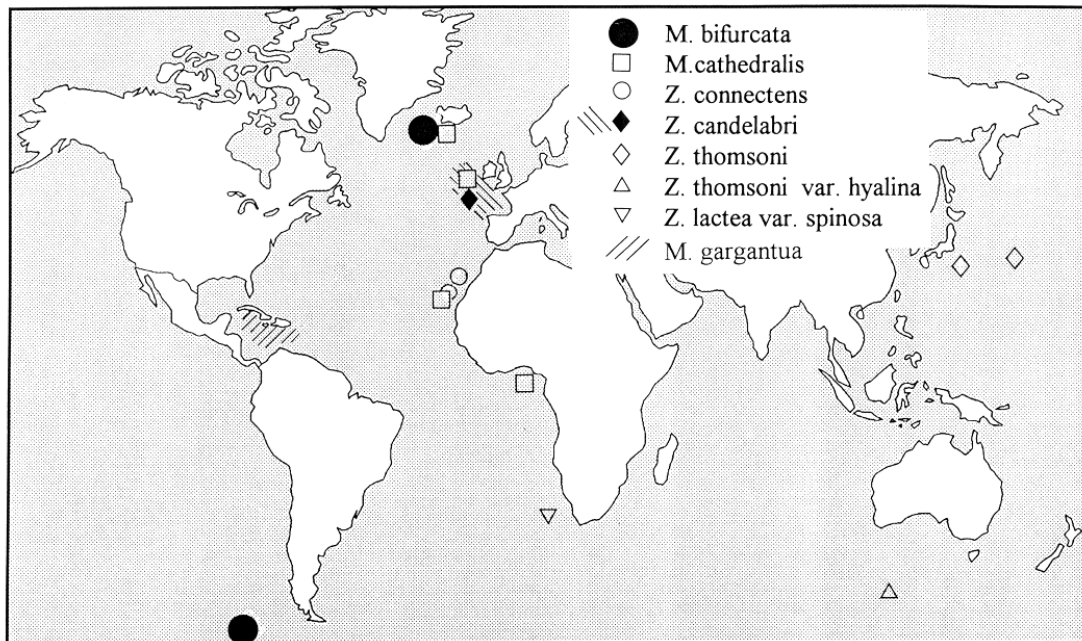 M. bifurcata
M.cathedralis
Z. connectens
Z. candelabri
Z. thomsoni
Z. thomsoni var. hyalina
Z. lactea var. spinosa
M. gargantua